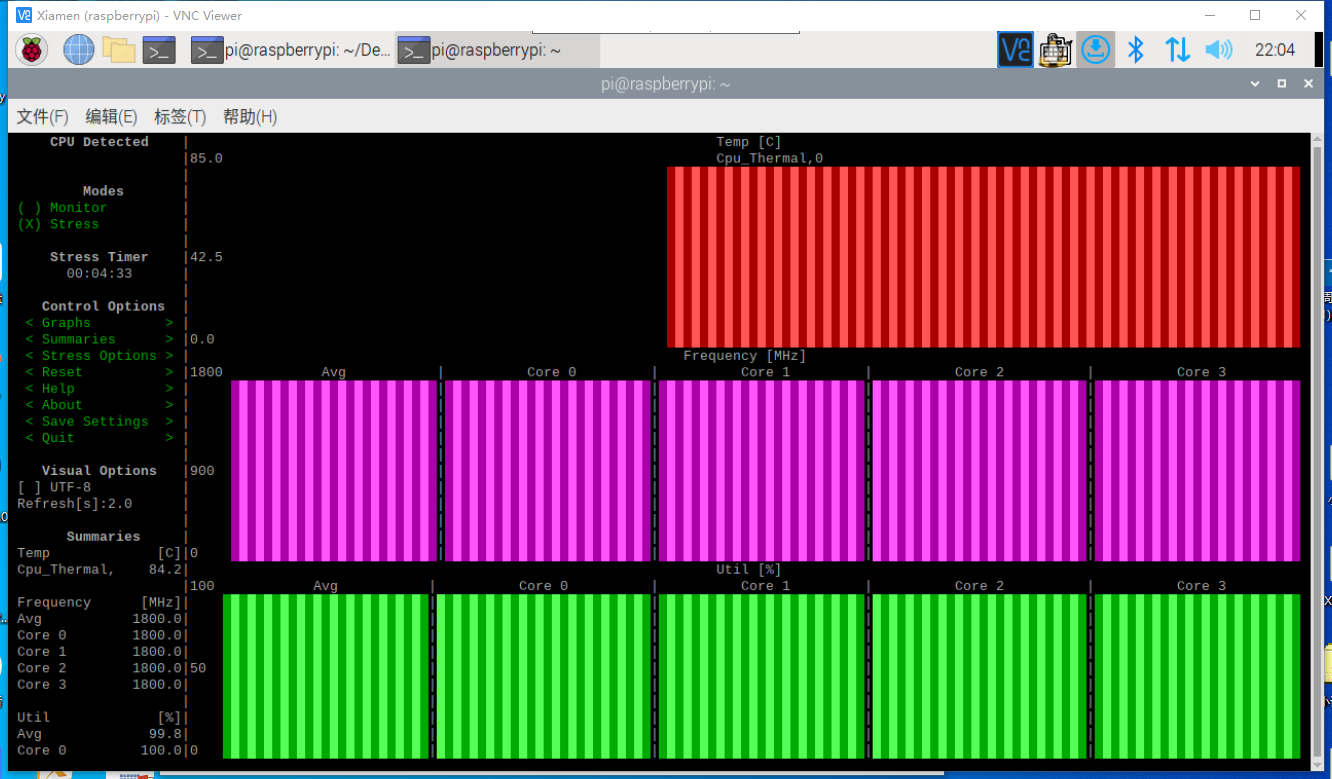 Xiamen (raspberrypi) - VNC Viewer
pi@raspberrypi: ~/De... pi@raspberrypi: ~ 22:04
pi@raspberrypi: ~
文件(F) 编辑(E) 标签(T) 帮助(H)
CPU Detected | Temp [C]
|85.0 Cpu_Thermal,0
Modes
( ) Monitor
(X) Stress
Stress Timer |42.5
00:04:33
Control Options
< Graphs >
< Summaries > |0.0
< Stress Options > | Frequency [MHz]
< Reset > |1800 Avg | Core 0 | Core 1 | Core 2 | Core 3
< Help >
< About >
< Save Settings >
< Quit >
Visual Options |900
[ ] UTF-8
Refresh[s]:2.0
Summaries
Temp [C]|0
Cpu_Thermal, 84.2| Util [%]
|100 Avg | Core 0 | Core 1 | Core 2 | Core 3
Frequency [MHz]|
Avg 1800.0|
Core 0 1800.0|
Core 1 1800.0|
Core 2 1800.0|50
Core 3 1800.0|
Util [%]|
Avg 99.8|
Core 0 100.0|0